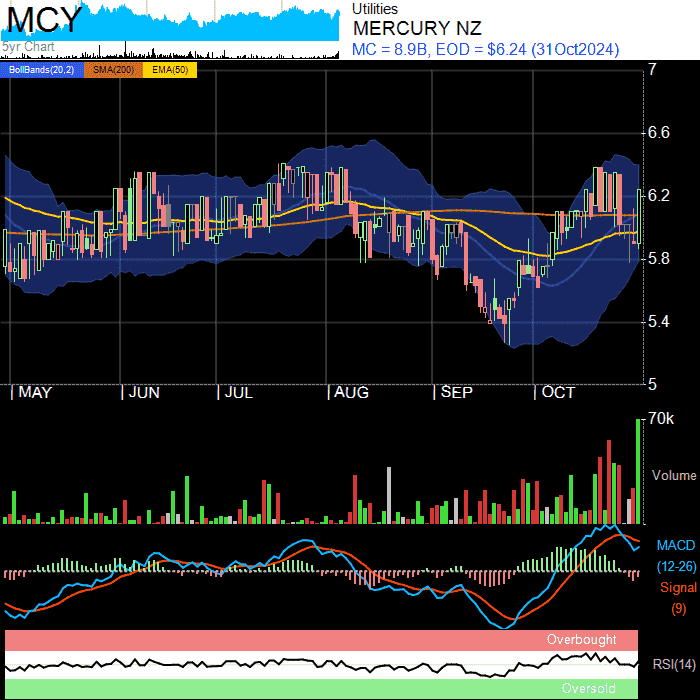 MCY
5yr Chart
Utilities
MERCURY NZ
MC = 8.9B, EOD = $6.24 (31Oct2024)
BollBands(20,2) SMA(200) EMA(50)
7
6.6
6.2
5.8
5.4
5
MAY JUN JUL AUG SEP OCT
70k
Volume
MACD
(12-26)
Signal
(9)
Overbought
RSI(14)
Oversold